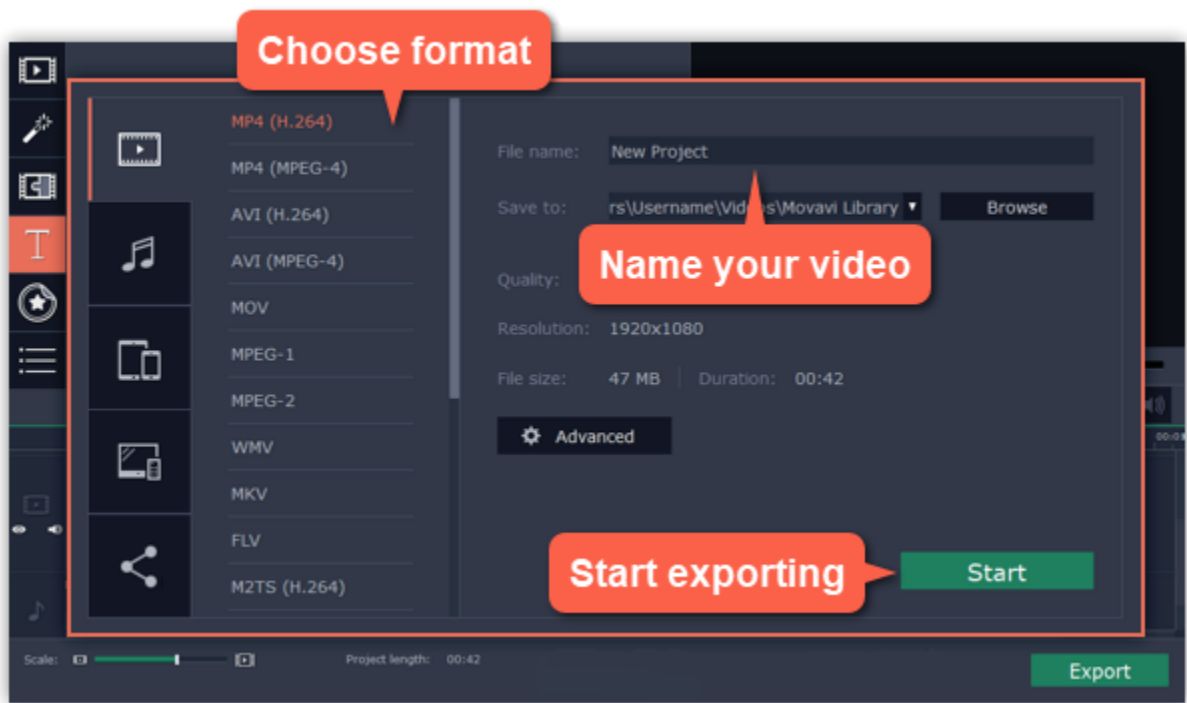 Choose format
MP4 (H.264)
MP4 (MPEG-4)
AVI (H.264)
AVI (MPEG-4)
MOV
MPEG-1
MPEG-2
WMV
MKV
FLV
M2TS (H.264)
File name: New Project
Save to: rs\Username\Videos\Movavi Library Browse
Name your video
Quality:
Resolution: 1920x1080
File size: 47 MB Duration: 00:42
Advanced
Start exporting
Start
Scale: Project length: 00:42
Export